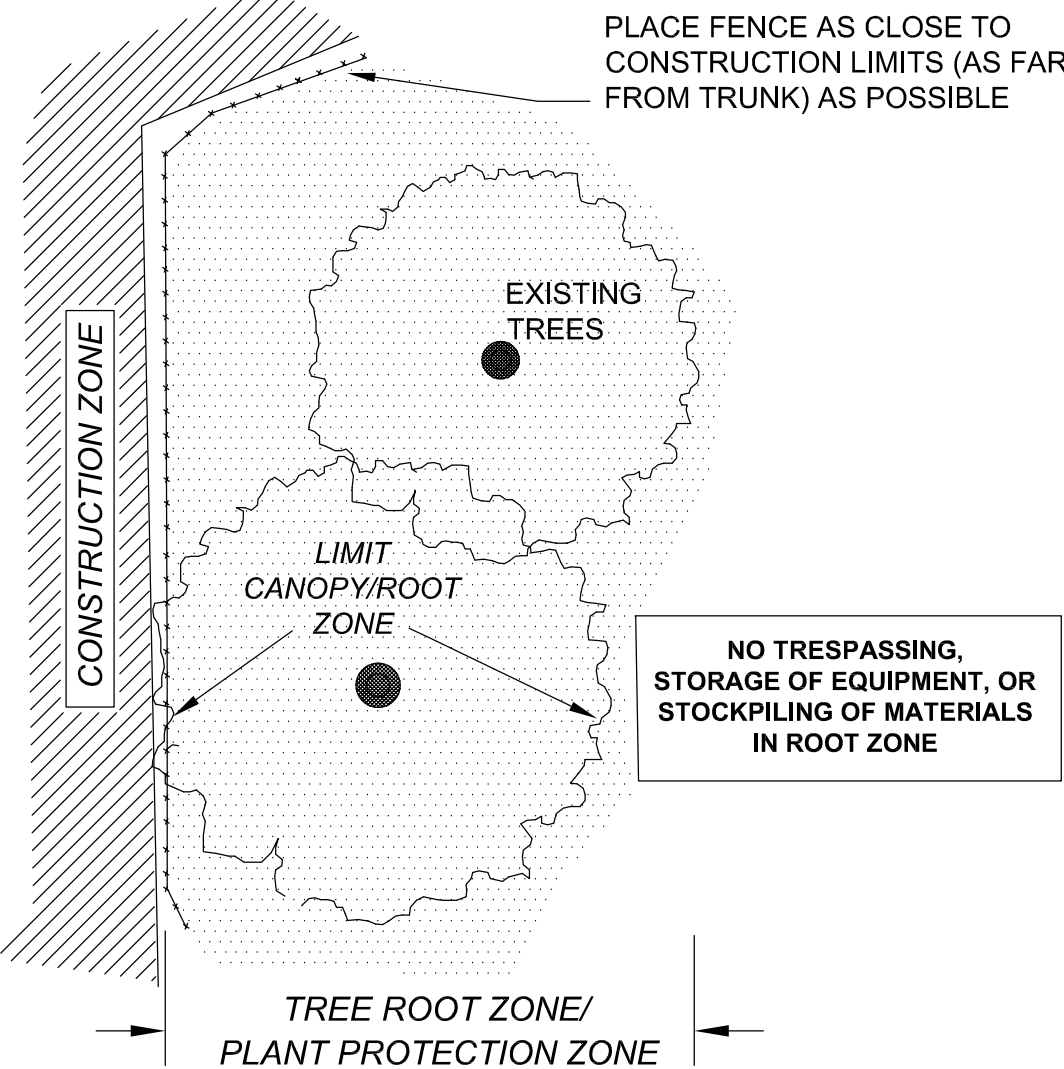 PLACE FENCE AS CLOSE TO
CONSTRUCTION LIMITS (AS FAR
FROM TRUNK) AS POSSIBLE
EXISTING
TREES
CONSTRUCTION ZONE
LIMIT
CANOPY/ROOT
ZONE
NO TRESPASSING,
STORAGE OF EQUIPMENT, OR
STOCKPILING OF MATERIALS
IN ROOT ZONE
TREE ROOT ZONE/
PLANT PROTECTION ZONE